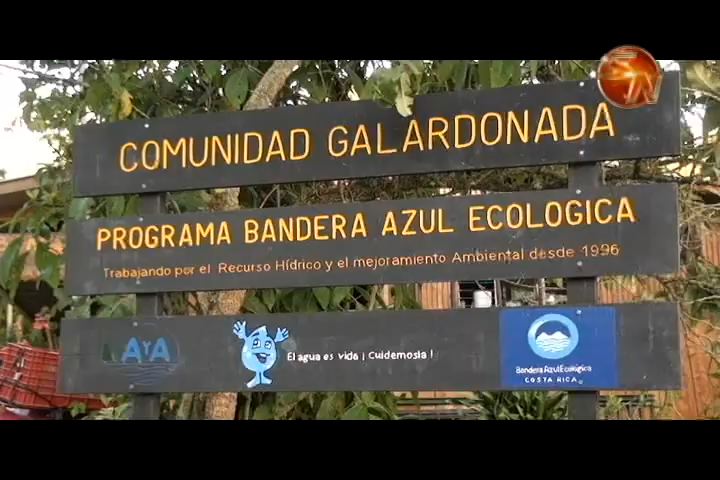 COMUNIDAD GALARDONADA
PROGRAMA BANDERA AZUL ECOLOGICA
Trabajando por el Recurso Hídrico y el mejoramiento Ambiental desde 1996
AYA
El agua es vida ¡ Cuidemosla !
Bandera Azul Ecológica
COSTA RICA